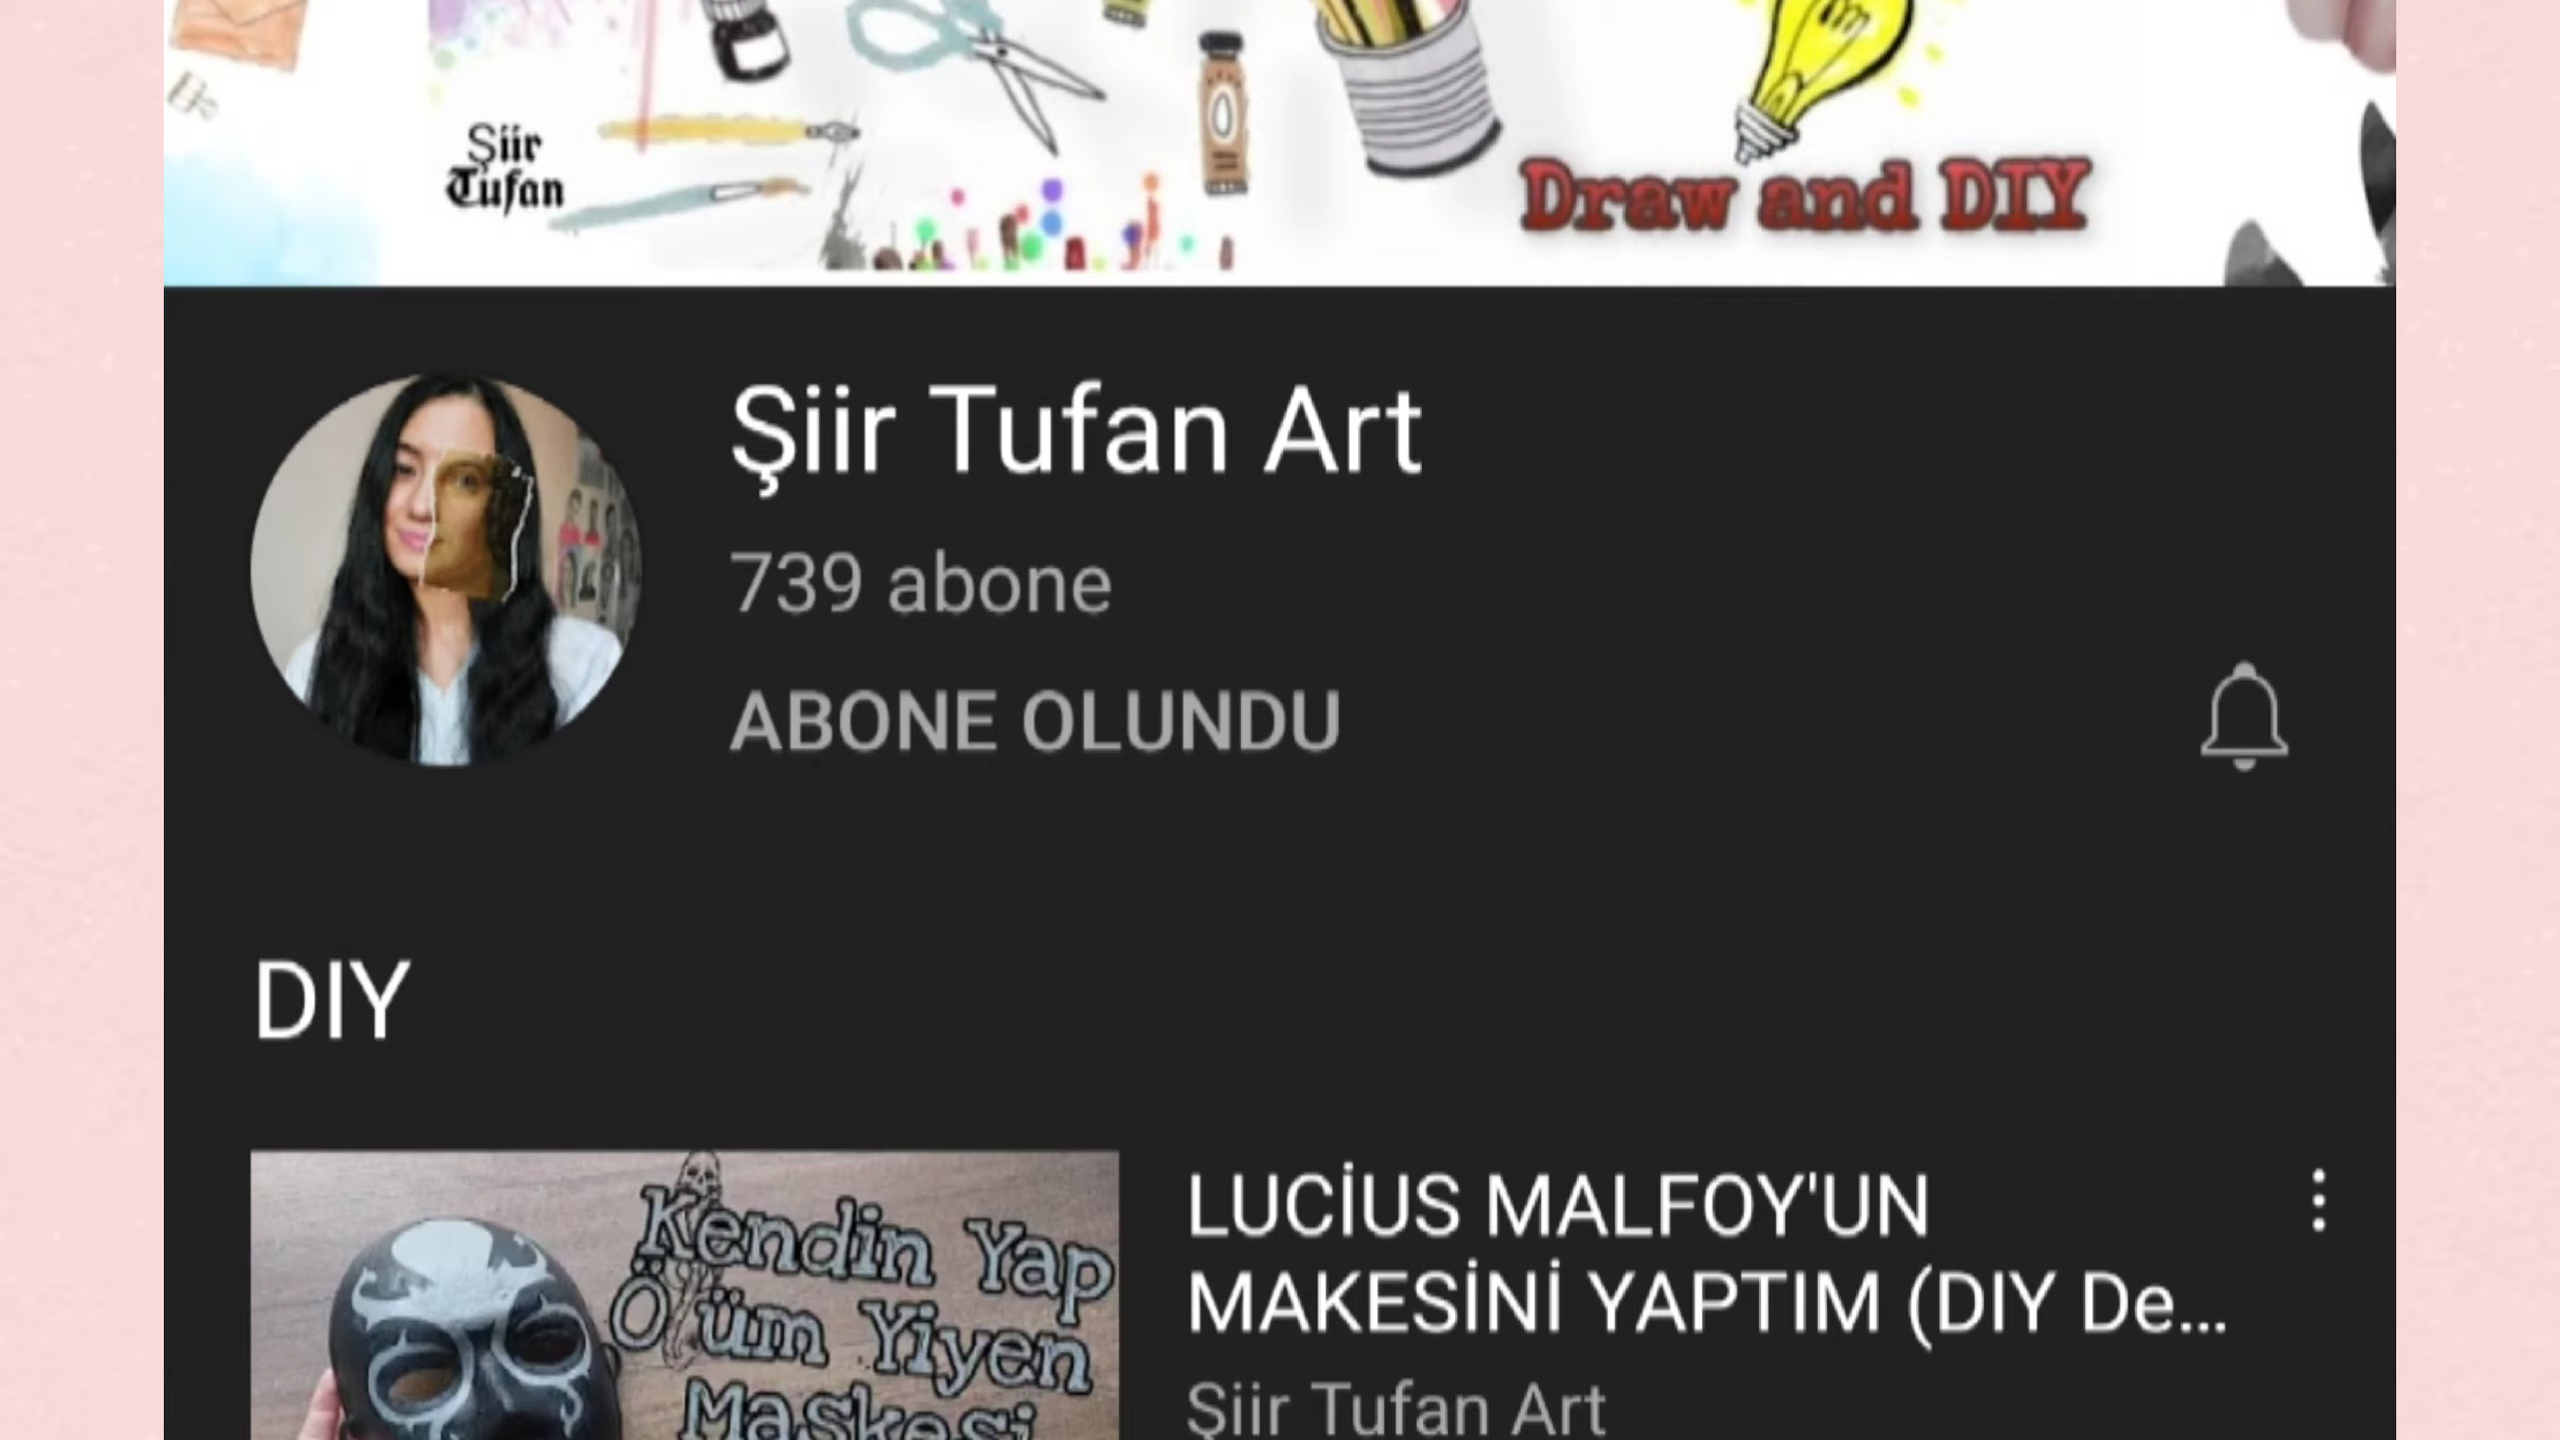 Şiir
Tufan
Draw and DIY
Şiir Tufan Art
739 abone
ABONE OLUNDU
DIY
Kendin Yap
Ölüm Yiyen
Maskesi
LUCİUS MALFOY'UN
MAKESİNİ YAPTIM (DIY De...
Şiir Tufan Art